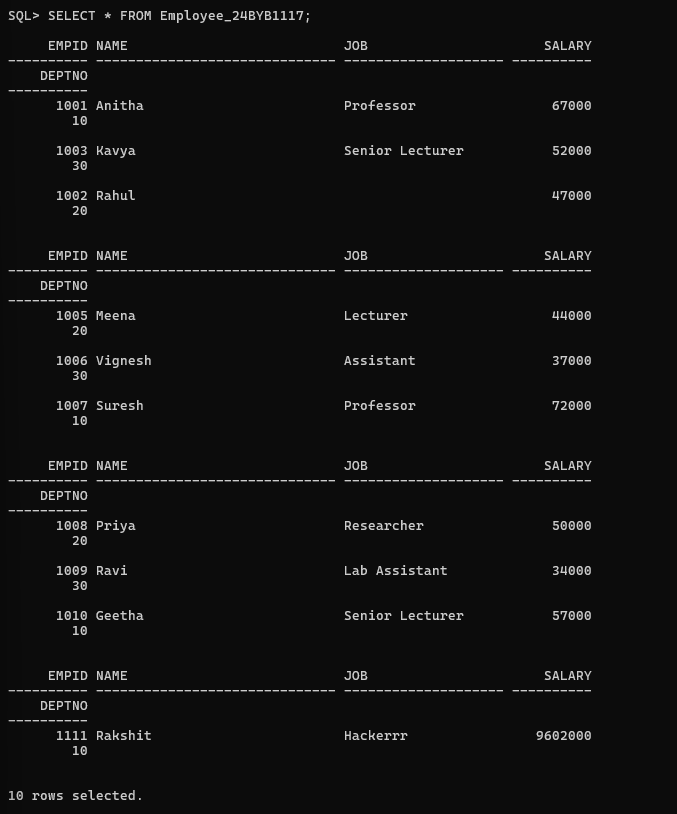 SQL> SELECT * FROM Employee_24BYB1117;
     EMPID NAME                           JOB                      SALARY
---------- ------------------------------ -------------------- ----------
    DEPTNO
----------
      1001 Anitha                         Professor                 67000
        10
      1003 Kavya                          Senior Lecturer           52000
        30
      1002 Rahul                                                    47000
        20
     EMPID NAME                           JOB                      SALARY
---------- ------------------------------ -------------------- ----------
    DEPTNO
----------
      1005 Meena                          Lecturer                  44000
        20
      1006 Vignesh                        Assistant                 37000
        30
      1007 Suresh                         Professor                 72000
        10
     EMPID NAME                           JOB                      SALARY
---------- ------------------------------ -------------------- ----------
    DEPTNO
----------
      1008 Priya                          Researcher                50000
        20
      1009 Ravi                           Lab Assistant             34000
        30
      1010 Geetha                         Senior Lecturer           57000
        10
     EMPID NAME                           JOB                      SALARY
---------- ------------------------------ -------------------- ----------
    DEPTNO
----------
      1111 Rakshit                        Hackerrr                9602000
        10
10 rows selected.